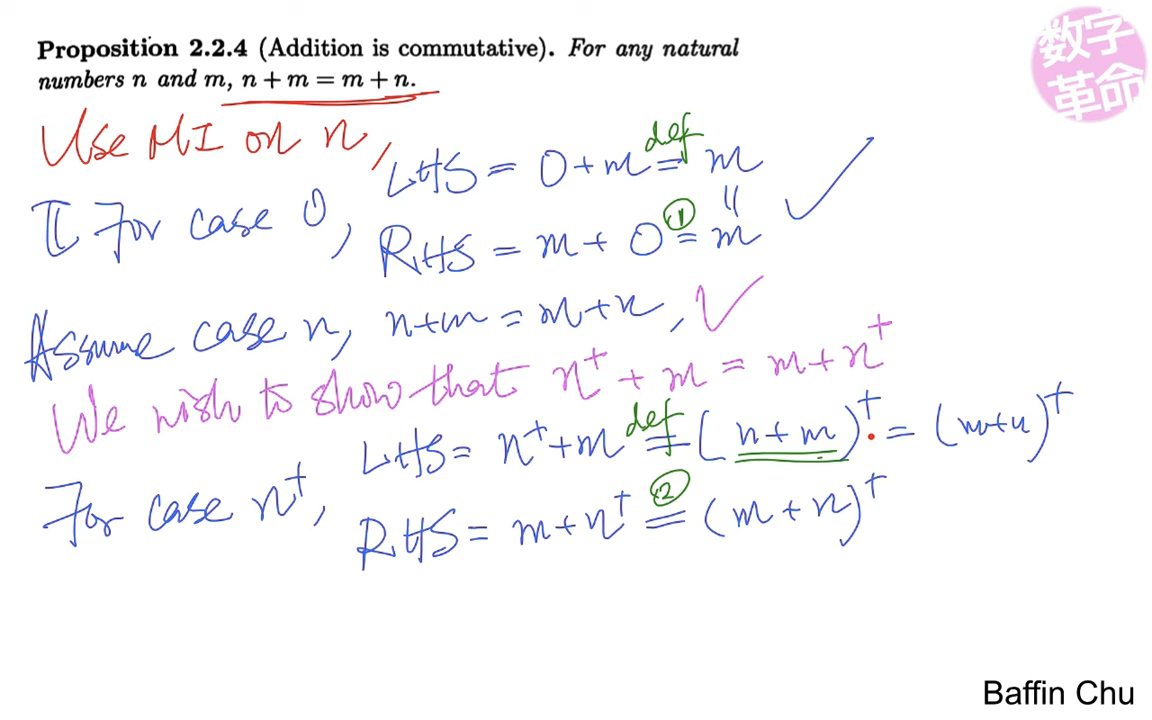 Proposition 2.2.4 (Addition is commutative). For any natural
numbers n and m, n + m = m + n.
数字
革命
Use MI on n,
For case 0, LHS = 0 + m def= m
RHS = m + 0 ①= m
Assume case n, n+m = m+n,
We wish to show that n⁺ + m = m + n⁺
For case n⁺, LHS = n⁺+m def= (n+m)⁺ = (m+n)⁺
RHS = m+n⁺ ②= (m+n)⁺
Baffin Chu